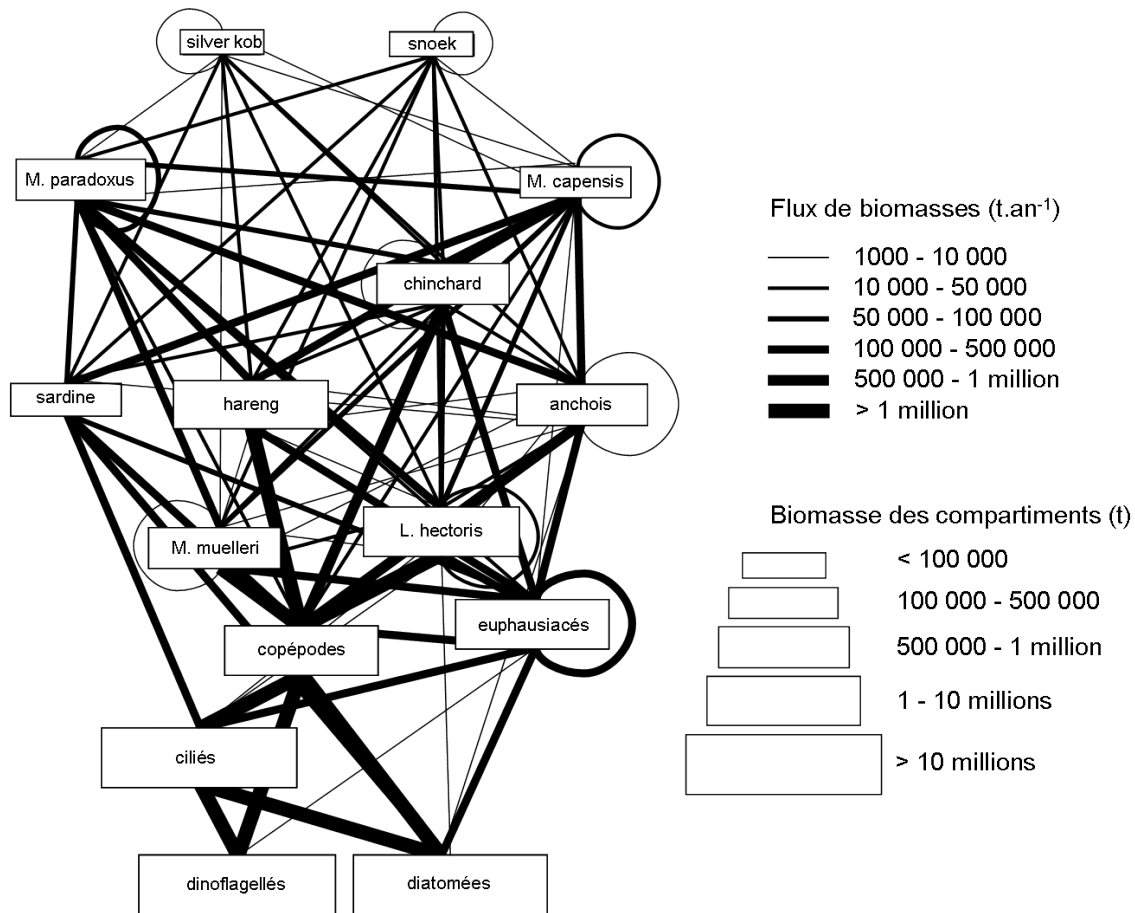 silver kob
snoek
M. paradoxus
M. capensis
chinchard
sardine
hareng
anchois
M. muelleri
L. hectoris
copépodes
euphausiacés
ciliés
dinoflagellés
diatomées
Flux de biomasses (t.an⁻¹)
1000 - 10 000
10 000 - 50 000
50 000 - 100 000
100 000 - 500 000
500 000 - 1 million
> 1 million
Biomasse des compartiments (t)
< 100 000
100 000 - 500 000
500 000 - 1 million
1 - 10 millions
> 10 millions